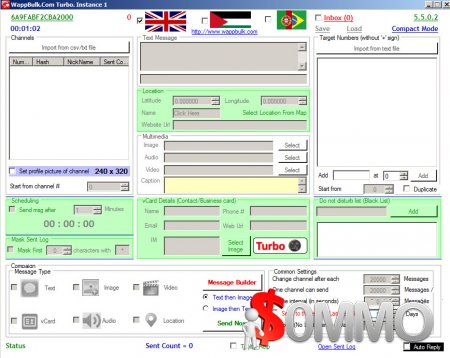 WappBulk.Com Turbo. Instance 1
6A9FABF2CBA2000 0 Inbox (0) 5.5.0.2
00:01:02 http://www.wappbulk.com Save Load Compact Mode
Channels
Import from csv/txt file
Num... Hash NickName Sent Co...
Set profile picture of channel 240 x 320
Start from channel # 0
Text Message
Location
Latitude 0.000000 Longitude 0.000000
Name Click Here Select Location From Map
Website Url
Multimedia
Image Select
Audio Select
Video Select
Caption
Target Numbers (without '+' sign)
Import from text file
Add at 0 Add
Start from 0 Duplicate
Scheduling
Send msg after 1 Minutes
00 : 00 : 00
Mask Sent Log
Mask First 0 characters with *
vCard Details (Contact/Business card)
Name Phone #
Email Web Url
IM Select Image Turbo
Do not disturb list (Black List)
Add
Campaign
Message Type
Text Image Video
vCard Audio Location
Message Builder
Text then Image
Image then Text
Send Now
Common Settings
Change channel after each 20000 Messages
One channel can send 20000 Messages /
interval (in seconds)
Days
$OMMO
Status Sent Count = 0 Open Sent Log Auto Reply